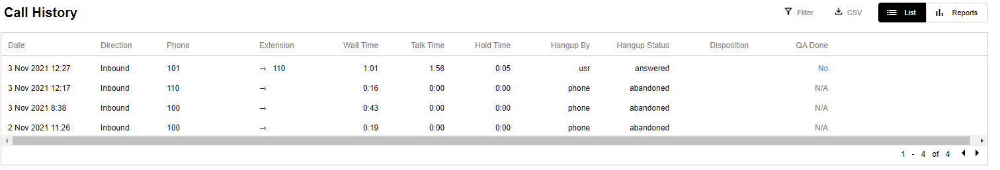 Call History Filter CSV List Reports
Date Direction Phone Extension Wait Time Talk Time Hold Time Hangup By Hangup Status Disposition QA Done
3 Nov 2021 12:27 Inbound 101 → 110 1:01 1:56 0:05 usr answered No
3 Nov 2021 12:17 Inbound 110 → 0:16 0:00 0:00 phone abandoned N/A
3 Nov 2021 8:38 Inbound 100 → 0:43 0:00 0:00 phone abandoned N/A
2 Nov 2021 11:26 Inbound 100 → 0:19 0:00 0:00 phone abandoned N/A
1 - 4 of 4